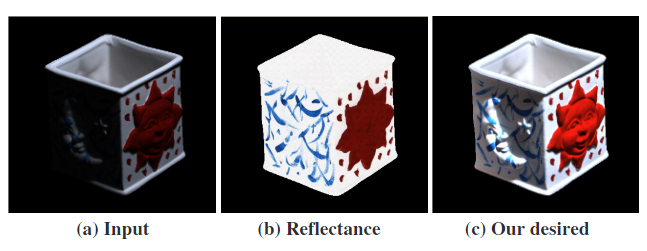 (a) Input
(b) Reflectance
(c) Our desired